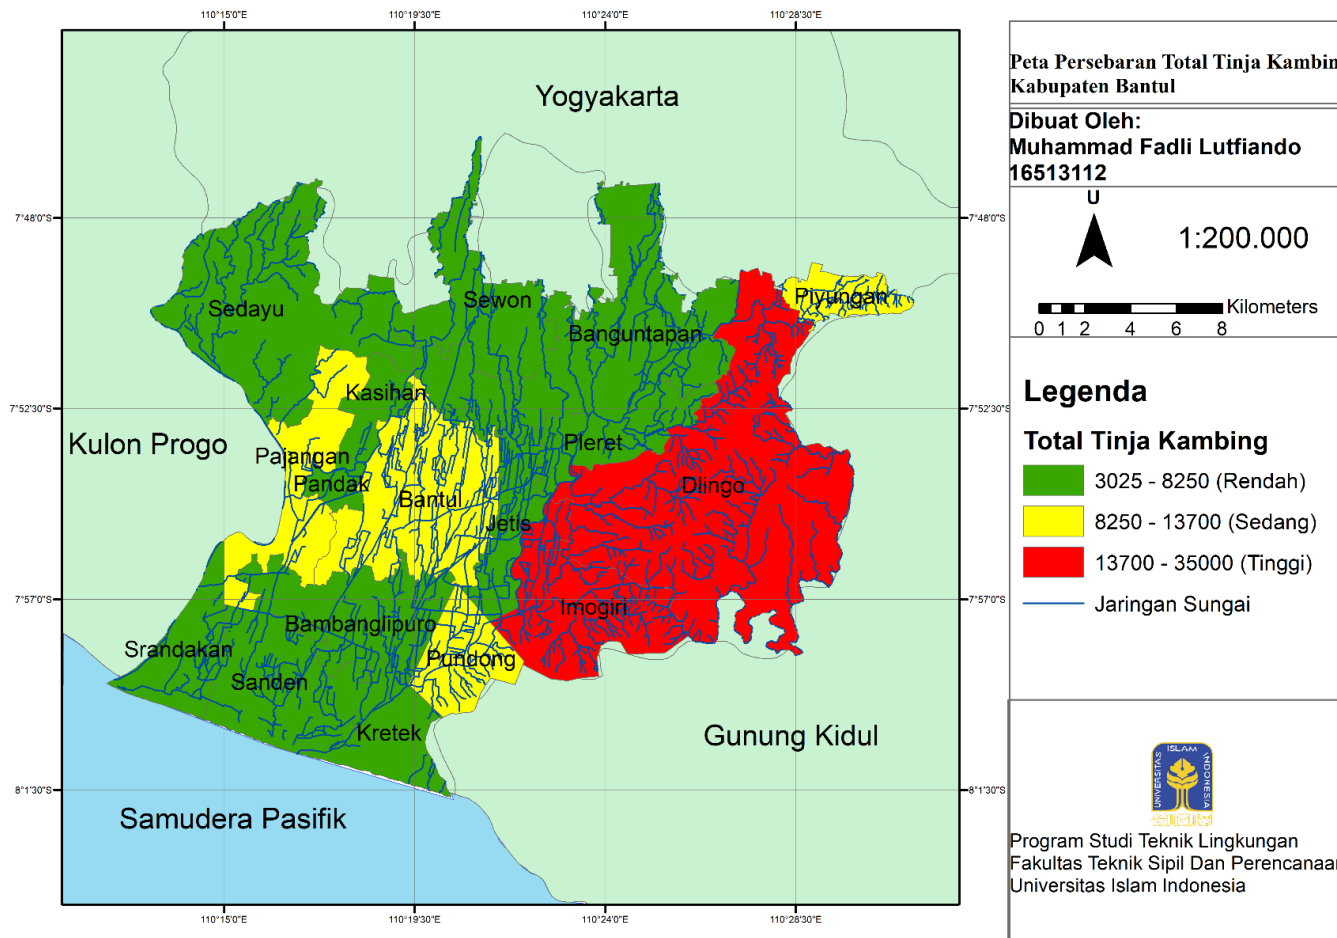 110°15'0"E 110°19'30"E 110°24'0"E 110°28'30"E
Yogyakarta
7°48'0"S 7°48'0"S
Sedayu
Sewon
Piyungan
Banguntapan
Kasihan
7°52'30"S 7°52'30"S
Kulon Progo
Pleret
Pajangan
Pandak
Bantul
Dlingo
Jetis
7°57'0"S 7°57'0"S
Imogiri
Bambanglipuro
Srandakan
Pundong
Sanden
Kretek
Gunung Kidul
8°1'30"S 8°1'30"S
Samudera Pasifik
110°15'0"E 110°19'30"E 110°24'0"E 110°28'30"E
Peta Persebaran Total Tinja Kambin
Kabupaten Bantul
Dibuat Oleh:
Muhammad Fadli Lutfiando
16513112
U
1:200.000
Kilometers
0 1 2 4 6 8
Legenda
Total Tinja Kambing
3025 - 8250 (Rendah)
8250 - 13700 (Sedang)
13700 - 35000 (Tinggi)
Jaringan Sungai
UNIVERSITAS ISLAM INDONESIA
Program Studi Teknik Lingkungan
Fakultas Teknik Sipil Dan Perencanaan
Universitas Islam Indonesia